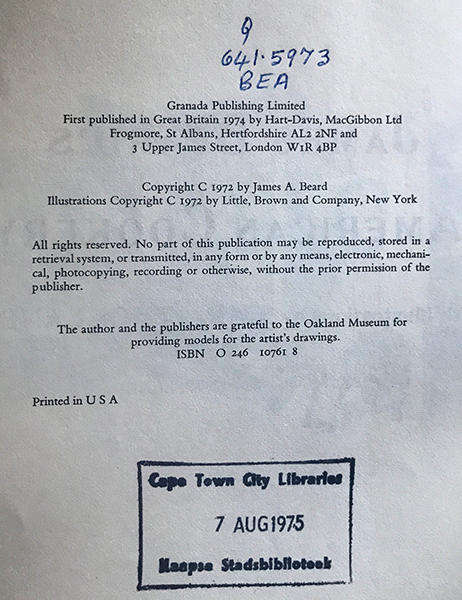 Q
641.5973
BEA
Granada Publishing Limited
First published in Great Britain 1974 by Hart-Davis, MacGibbon Ltd
Frogmore, St Albans, Hertfordshire AL2 2NF and
3 Upper James Street, London W1R 4BP
Copyright C 1972 by James A. Beard
Illustrations Copyright C 1972 by Little, Brown and Company, New York
All rights reserved. No part of this publication may be reproduced, stored in a
retrieval system, or transmitted, in any form or by any means, electronic, mechani-
cal, photocopying, recording or otherwise, without the prior permission of the
publisher.
The author and the publishers are grateful to the Oakland Museum for
providing models for the artist's drawings.
ISBN O 246 10761 8
Printed in U S A
Cape Town City Libraries
7 AUG 1975
Kaapse Stadsbiblioteek